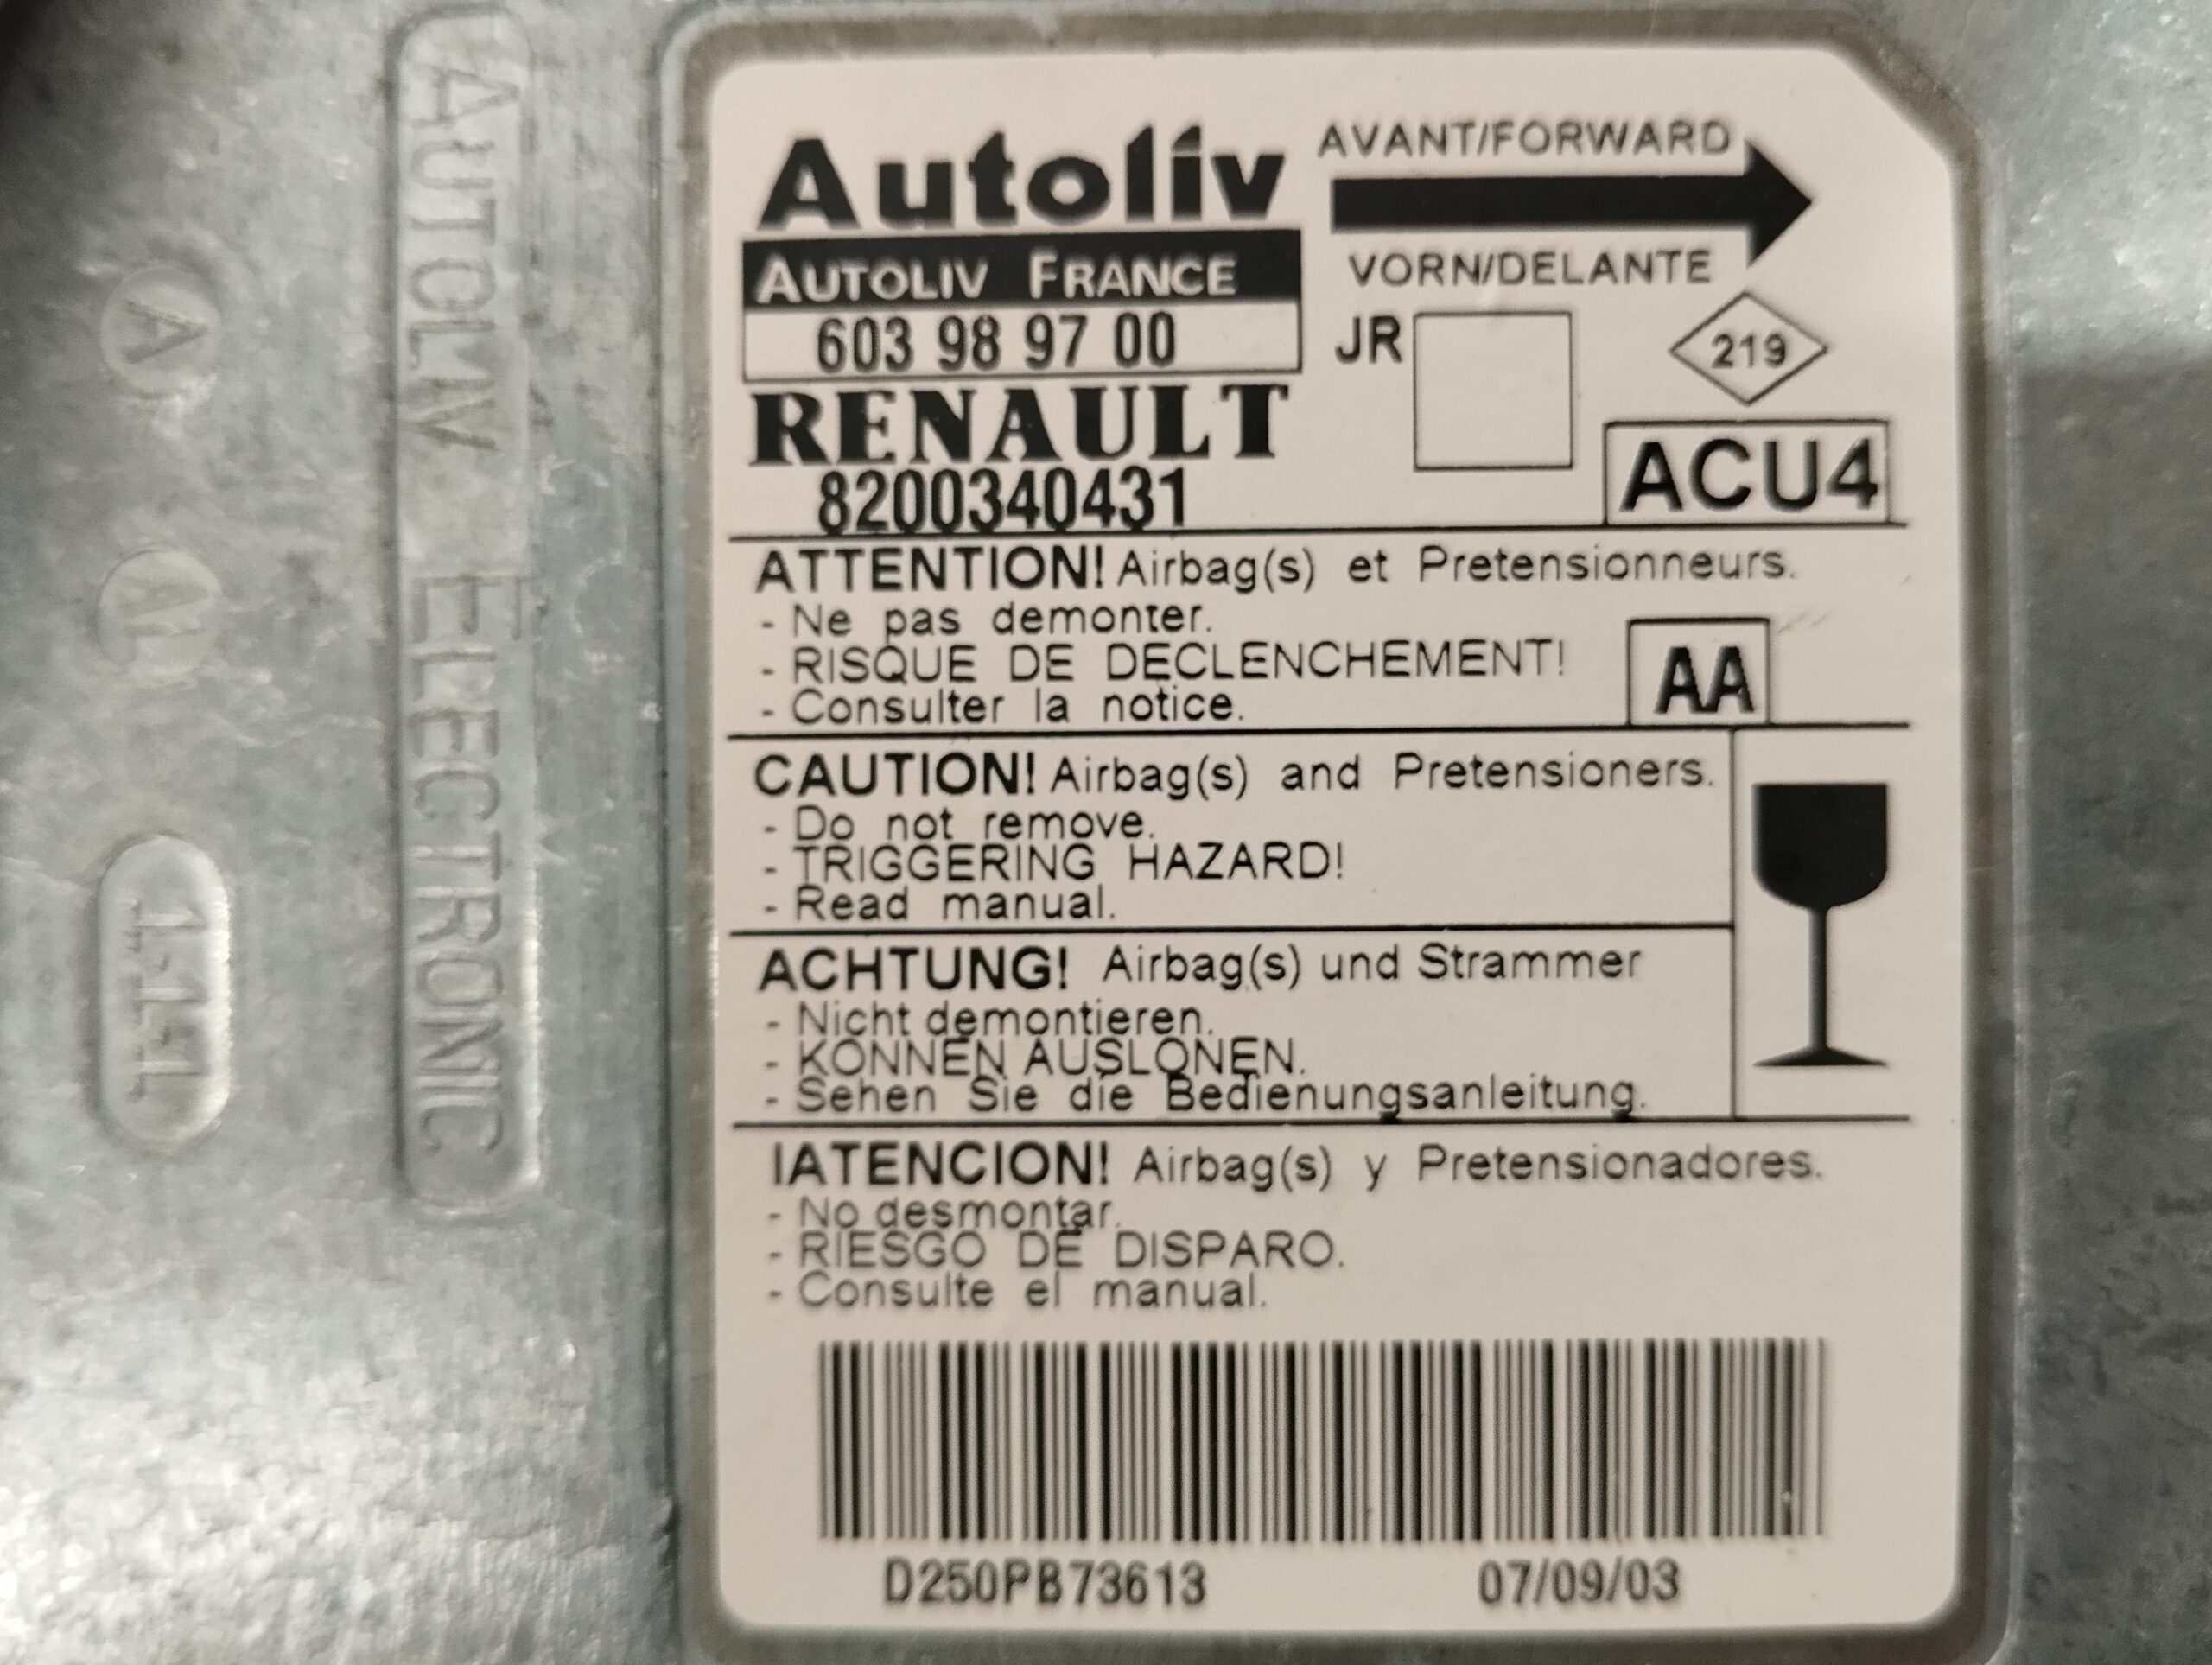 Autoliv
AVANT/FORWARD
AUTOLIV FRANCE
VORN/DELANTE
603 98 97 00
JR
219
RENAULT
8200340431
ACU4
ATTENTION! Airbag(s) et Pretensionneurs.
- Ne pas demonter.
- RISQUE DE DECLENCHEMENT!
- Consulter la notice.
AA
CAUTION! Airbag(s) and Pretensioners.
- Do not remove.
- TRIGGERING HAZARD!
- Read manual.
ACHTUNG! Airbag(s) und Strammer
- Nicht demontieren.
- KONNEN AUSLONEN.
- Sehen Sie die Bedienungsanleitung.
IATENCION! Airbag(s) y Pretensionadores.
- No desmontar.
- RIESGO DE DISPARO.
- Consulte el manual.
D250PB73613 07/09/03
AUTOLIV ELECTRONIC
A
1-1-1